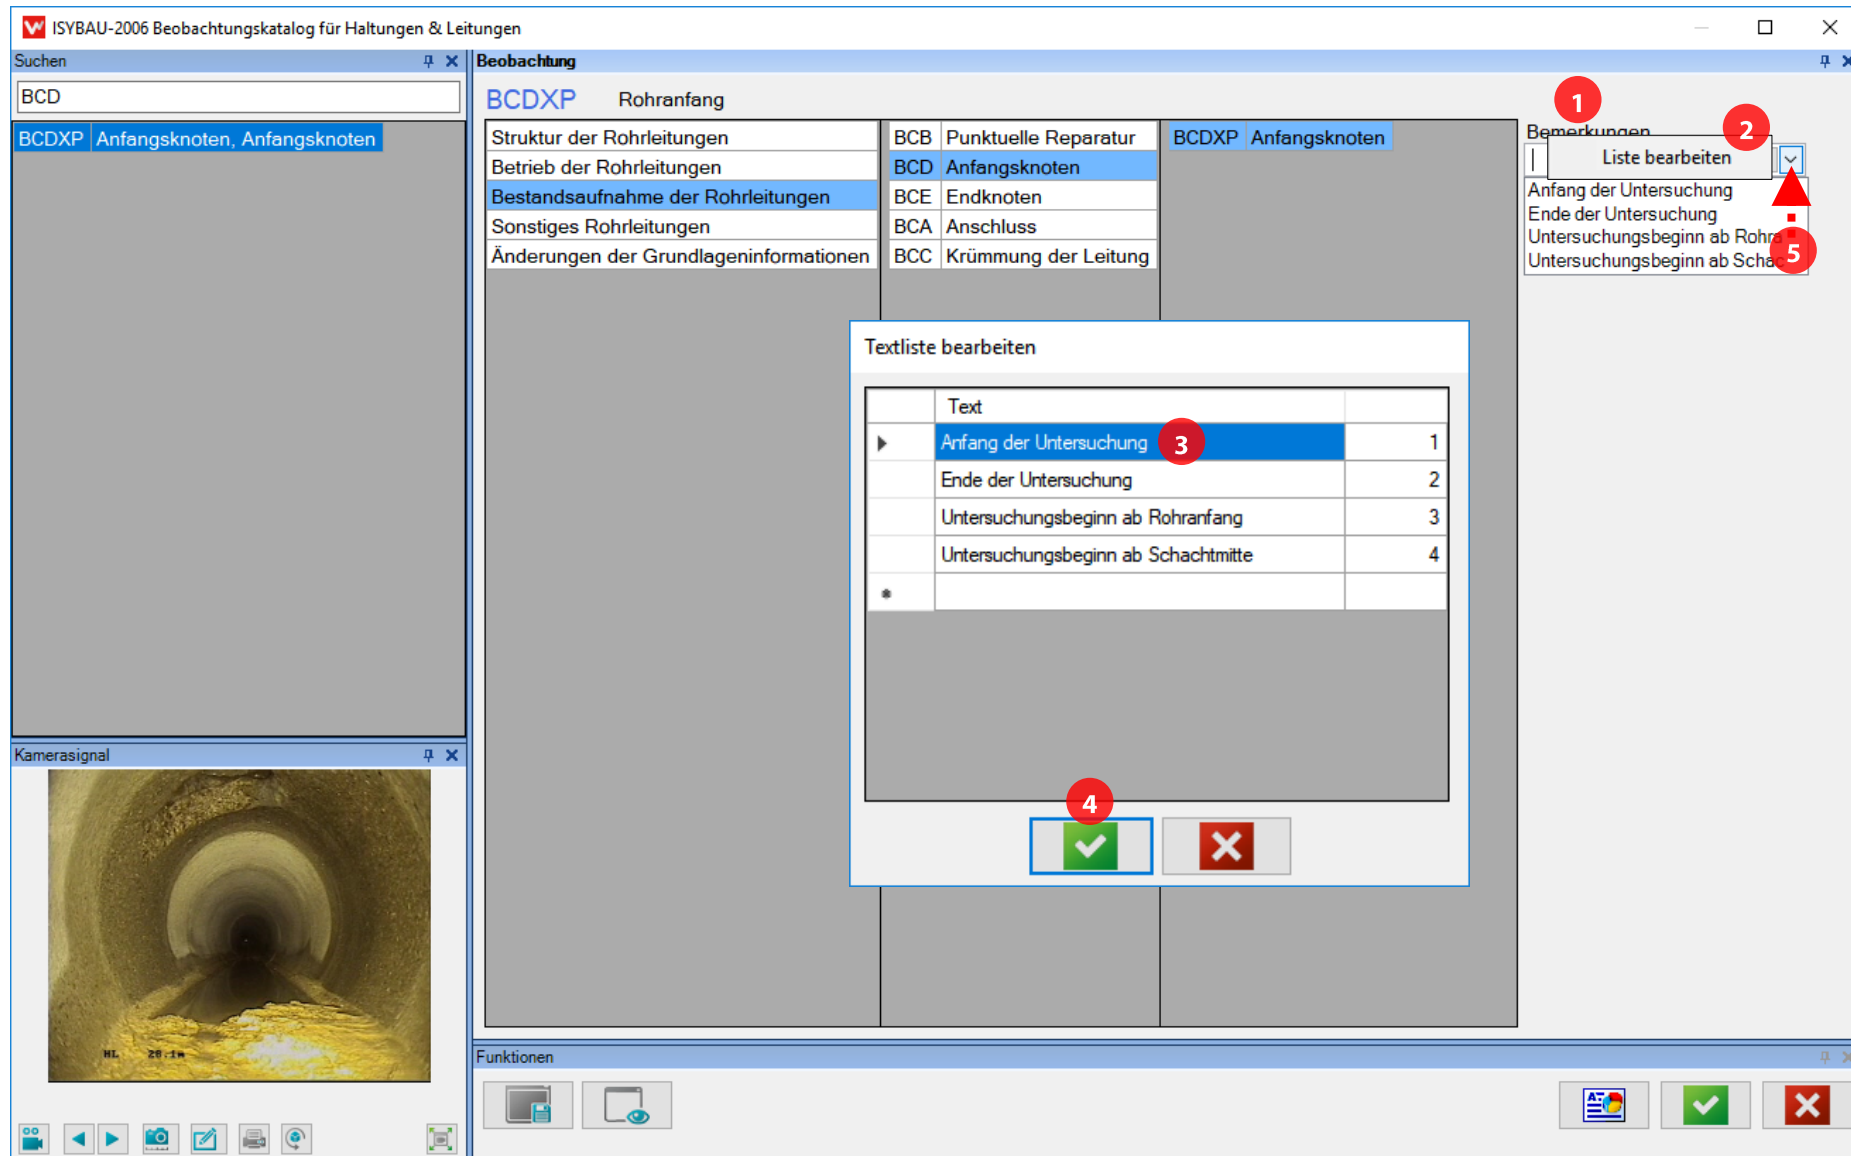 ISYBAU-2006 Beobachtungskatalog für Haltungen & Leitungen
Suchen
BCD
BCDXP Anfangsknoten, Anfangsknoten
Beobachtung
BCDXP Rohranfang
Struktur der Rohrleitungen
Betrieb der Rohrleitungen
Bestandsaufnahme der Rohrleitungen
Sonstiges Rohrleitungen
Änderungen der Grundlageninformationen
BCB Punktuelle Reparatur
BCD Anfangsknoten
BCE Endknoten
BCA Anschluss
BCC Krümmung der Leitung
BCDXP Anfangsknoten
1
Bemerkungen
2
Liste bearbeiten
Anfang der Untersuchung
Ende der Untersuchung
Untersuchungsbeginn ab Rohra
Untersuchungsbeginn ab Schac
5
Textliste bearbeiten
Text
Anfang der Untersuchung 3 1
Ende der Untersuchung 2
Untersuchungsbeginn ab Rohranfang 3
Untersuchungsbeginn ab Schachtmitte 4
4
Kamerasignal
HL 28.1m
Funktionen